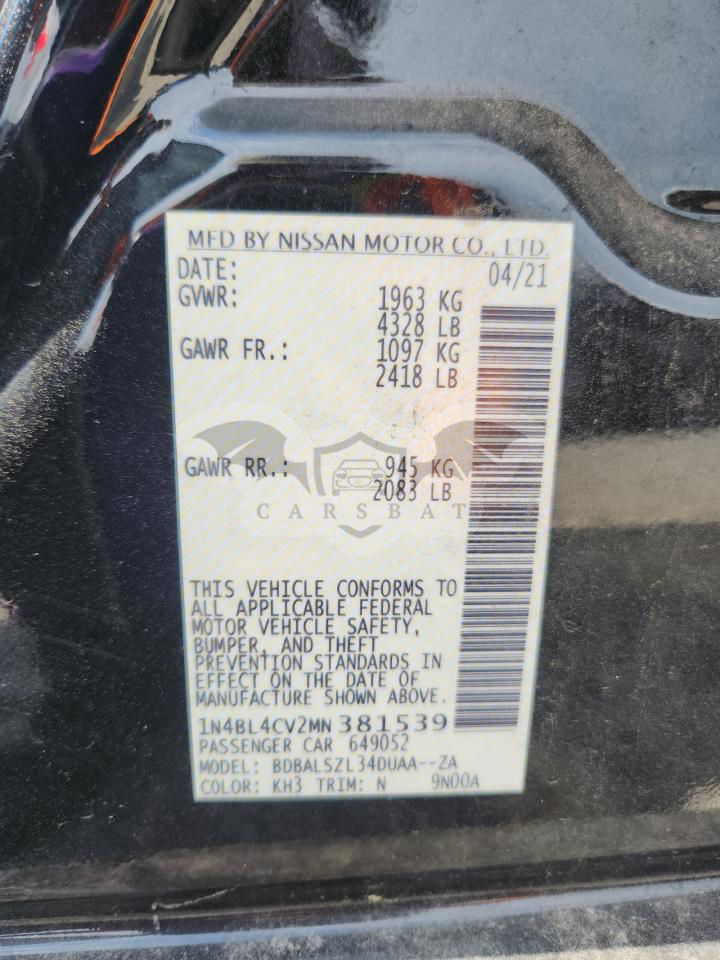 MFD BY NISSAN MOTOR CO., LTD.
DATE: 04/21
GVWR: 1963 KG
4328 LB
GAWR FR.: 1097 KG
2418 LB
GAWR RR.: 945 KG
2083 LB
CARSBAT
THIS VEHICLE CONFORMS TO
ALL APPLICABLE FEDERAL
MOTOR VEHICLE SAFETY,
BUMPER, AND THEFT
PREVENTION STANDARDS IN
EFFECT ON THE DATE OF
MANUFACTURE SHOWN ABOVE.
1N4BL4CV2MN381539
PASSENGER CAR 649052
MODEL: BDBALSZL34DUAA--ZA
COLOR: KH3 TRIM: N 9N00A